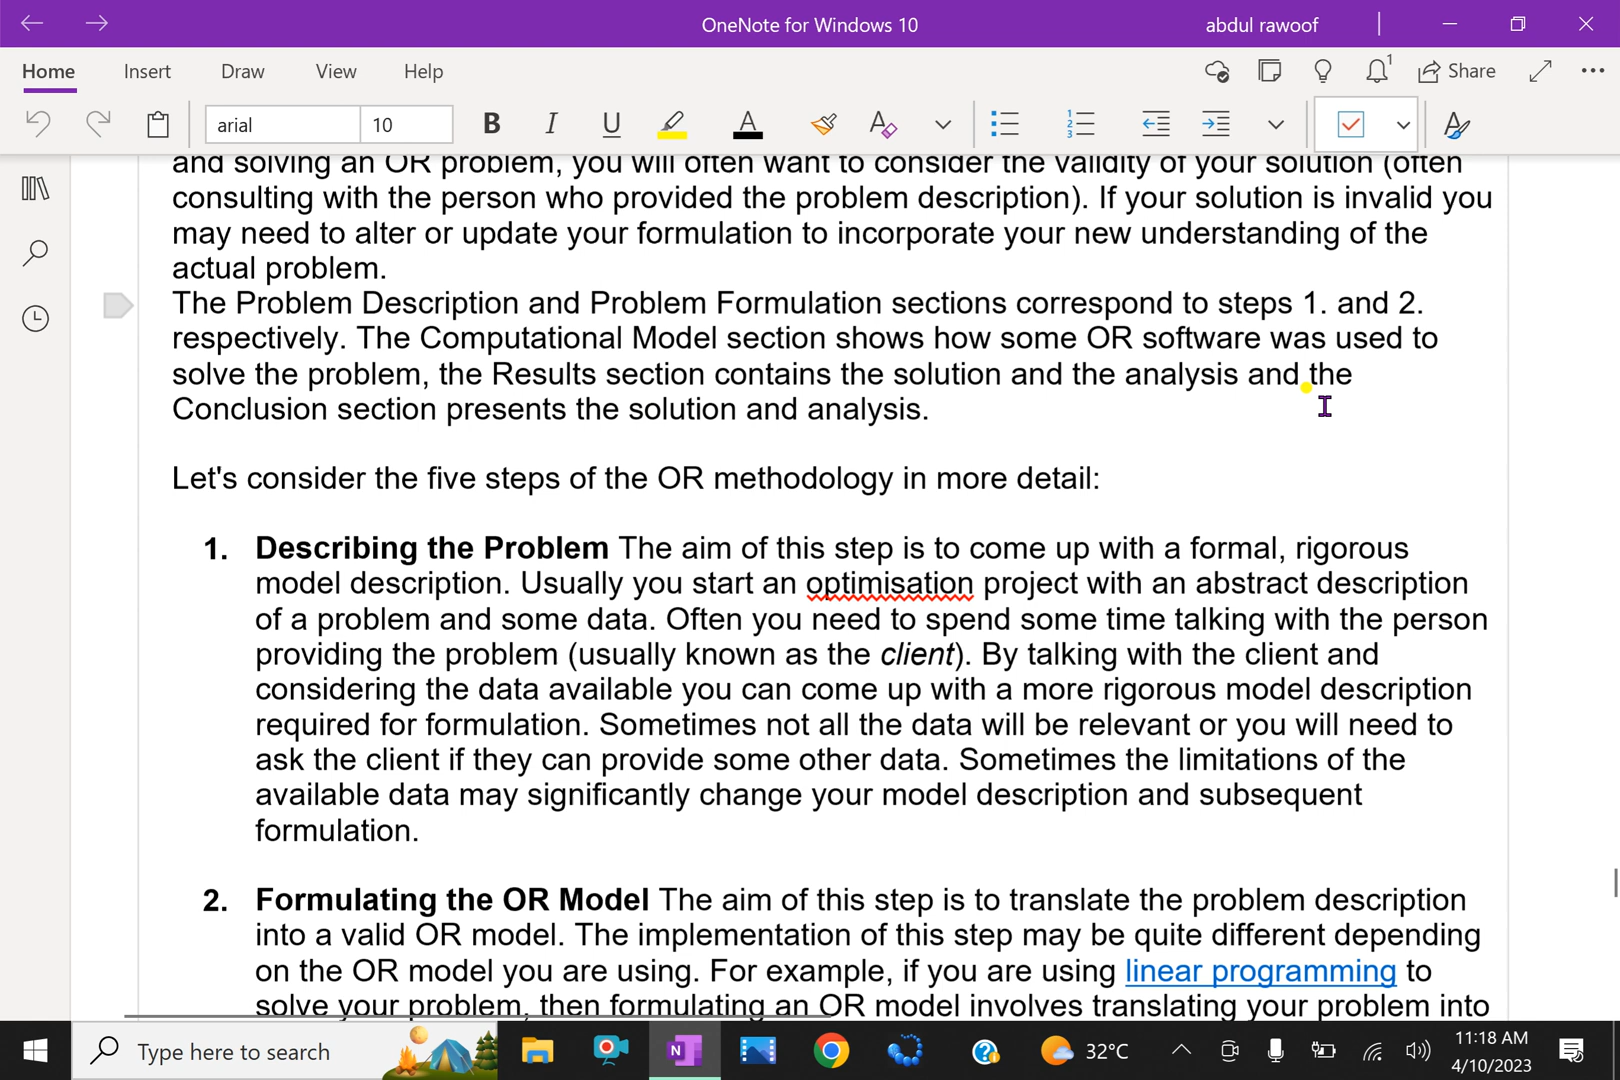 OneNote for Windows 10
abdul rawoof
Home Insert Draw View Help
1
Share
arial 10 B I U A A
and solving an OR problem, you will often want to consider the validity of your solution (often
consulting with the person who provided the problem description). If your solution is invalid you
may need to alter or update your formulation to incorporate your new understanding of the
actual problem.
The Problem Description and Problem Formulation sections correspond to steps 1. and 2.
respectively. The Computational Model section shows how some OR software was used to
solve the problem, the Results section contains the solution and the analysis and the
Conclusion section presents the solution and analysis.
Let's consider the five steps of the OR methodology in more detail:
1. Describing the Problem The aim of this step is to come up with a formal, rigorous
model description. Usually you start an optimisation project with an abstract description
of a problem and some data. Often you need to spend some time talking with the person
providing the problem (usually known as the client). By talking with the client and
considering the data available you can come up with a more rigorous model description
required for formulation. Sometimes not all the data will be relevant or you will need to
ask the client if they can provide some other data. Sometimes the limitations of the
available data may significantly change your model description and subsequent
formulation.
2. Formulating the OR Model The aim of this step is to translate the problem description
into a valid OR model. The implementation of this step may be quite different depending
on the OR model you are using. For example, if you are using linear programming to
solve your problem, then formulating an OR model involves translating your problem into
Type here to search
N
32°C
11:18 AM
4/10/2023